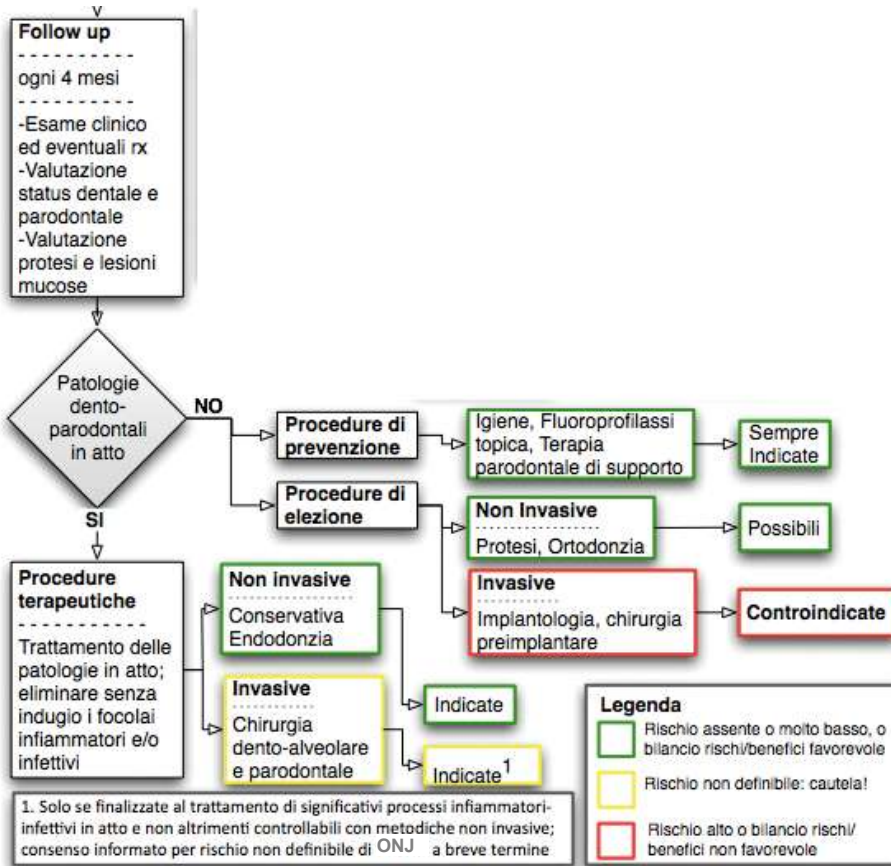 Follow up
- - - - - - - - - -
ogni 4 mesi
- - - - - - - - - -
-Esame clinico
ed eventuali rx
-Valutazione
status dentale e
parodontale
-Valutazione
protesi e lesioni
mucose
Patologie
dento-
parodontali
in atto
NO
SI
Procedure di
prevenzione
Igiene, Fluoroprofilassi
topica, Terapia
parodontale di supporto
Sempre
Indicate
Procedure di
elezione
Non Invasive
Protesi, Ortodonzia
Possibili
Invasive
Implantologia, chirurgia
preimplantare
Controindicate
Procedure
terapeutiche
- - - - - - - - - - -
Trattamento delle
patologie in atto;
eliminare senza
indugio i focolai
infiammatori e/o
infettivi
Non invasive
Conservativa
Endodonzia
Indicate
Invasive
Chirurgia
dento-alveolare
e parodontale
Indicate1
Legenda
Rischio assente o molto basso, o
bilancio rischi/benefici favorevole
Rischio non definibile: cautela!
Rischio alto o bilancio rischi/
benefici non favorevole
1. Solo se finalizzate al trattamento di significativi processi infiammatori-
infettivi in atto e non altrimenti controllabili con metodiche non invasive;
consenso informato per rischio non definibile di ONJ a breve termine